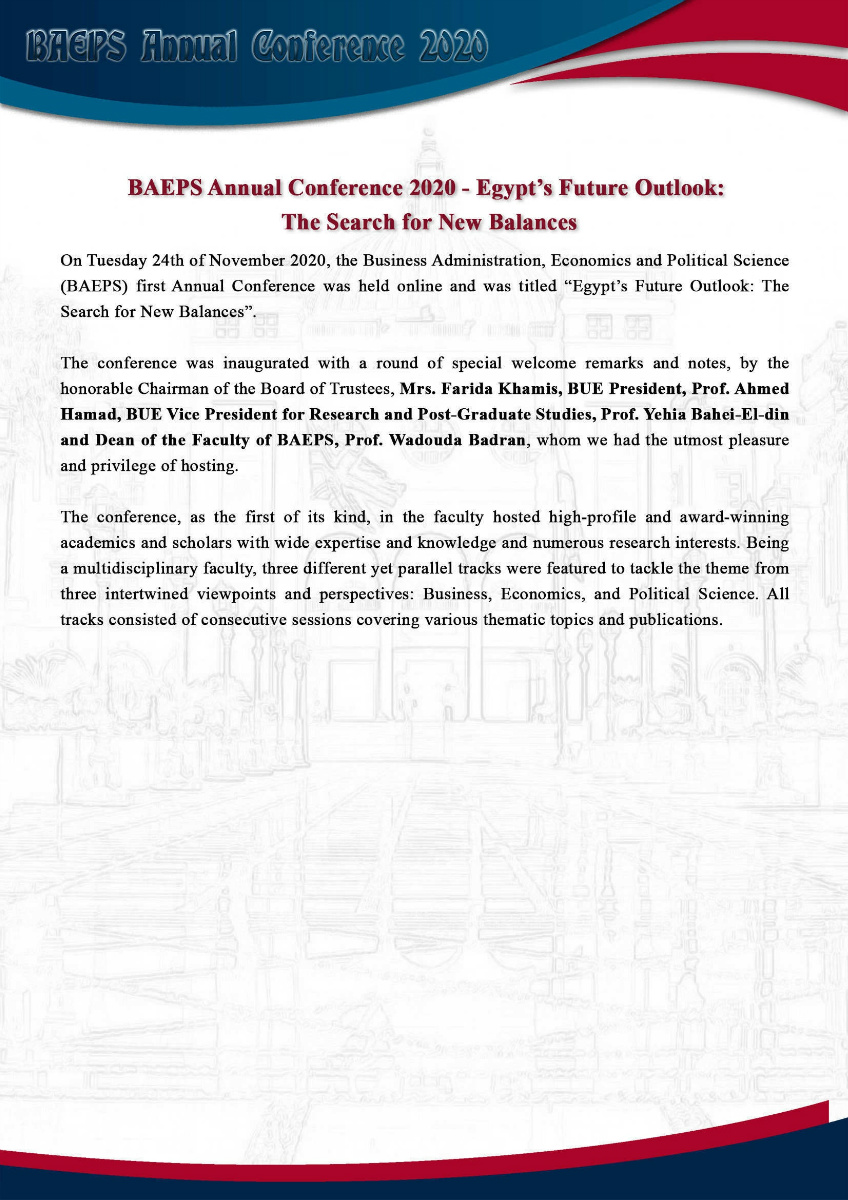 BAEPS Annual Conference 2020
BAEPS Annual Conference 2020 - Egypt’s Future Outlook:
The Search for New Balances
On Tuesday 24th of November 2020, the Business Administration, Economics and Political Science
(BAEPS) first Annual Conference was held online and was titled “Egypt’s Future Outlook: The
Search for New Balances”.
The conference was inaugurated with a round of special welcome remarks and notes, by the
honorable Chairman of the Board of Trustees, Mrs. Farida Khamis, BUE President, Prof. Ahmed
Hamad, BUE Vice President for Research and Post-Graduate Studies, Prof. Yehia Bahei-El-din
and Dean of the Faculty of BAEPS, Prof. Wadouda Badran, whom we had the utmost pleasure
and privilege of hosting.
The conference, as the first of its kind, in the faculty hosted high-profile and award-winning
academics and scholars with wide expertise and knowledge and numerous research interests. Being
a multidisciplinary faculty, three different yet parallel tracks were featured to tackle the theme from
three intertwined viewpoints and perspectives: Business, Economics, and Political Science. All
tracks consisted of consecutive sessions covering various thematic topics and publications.